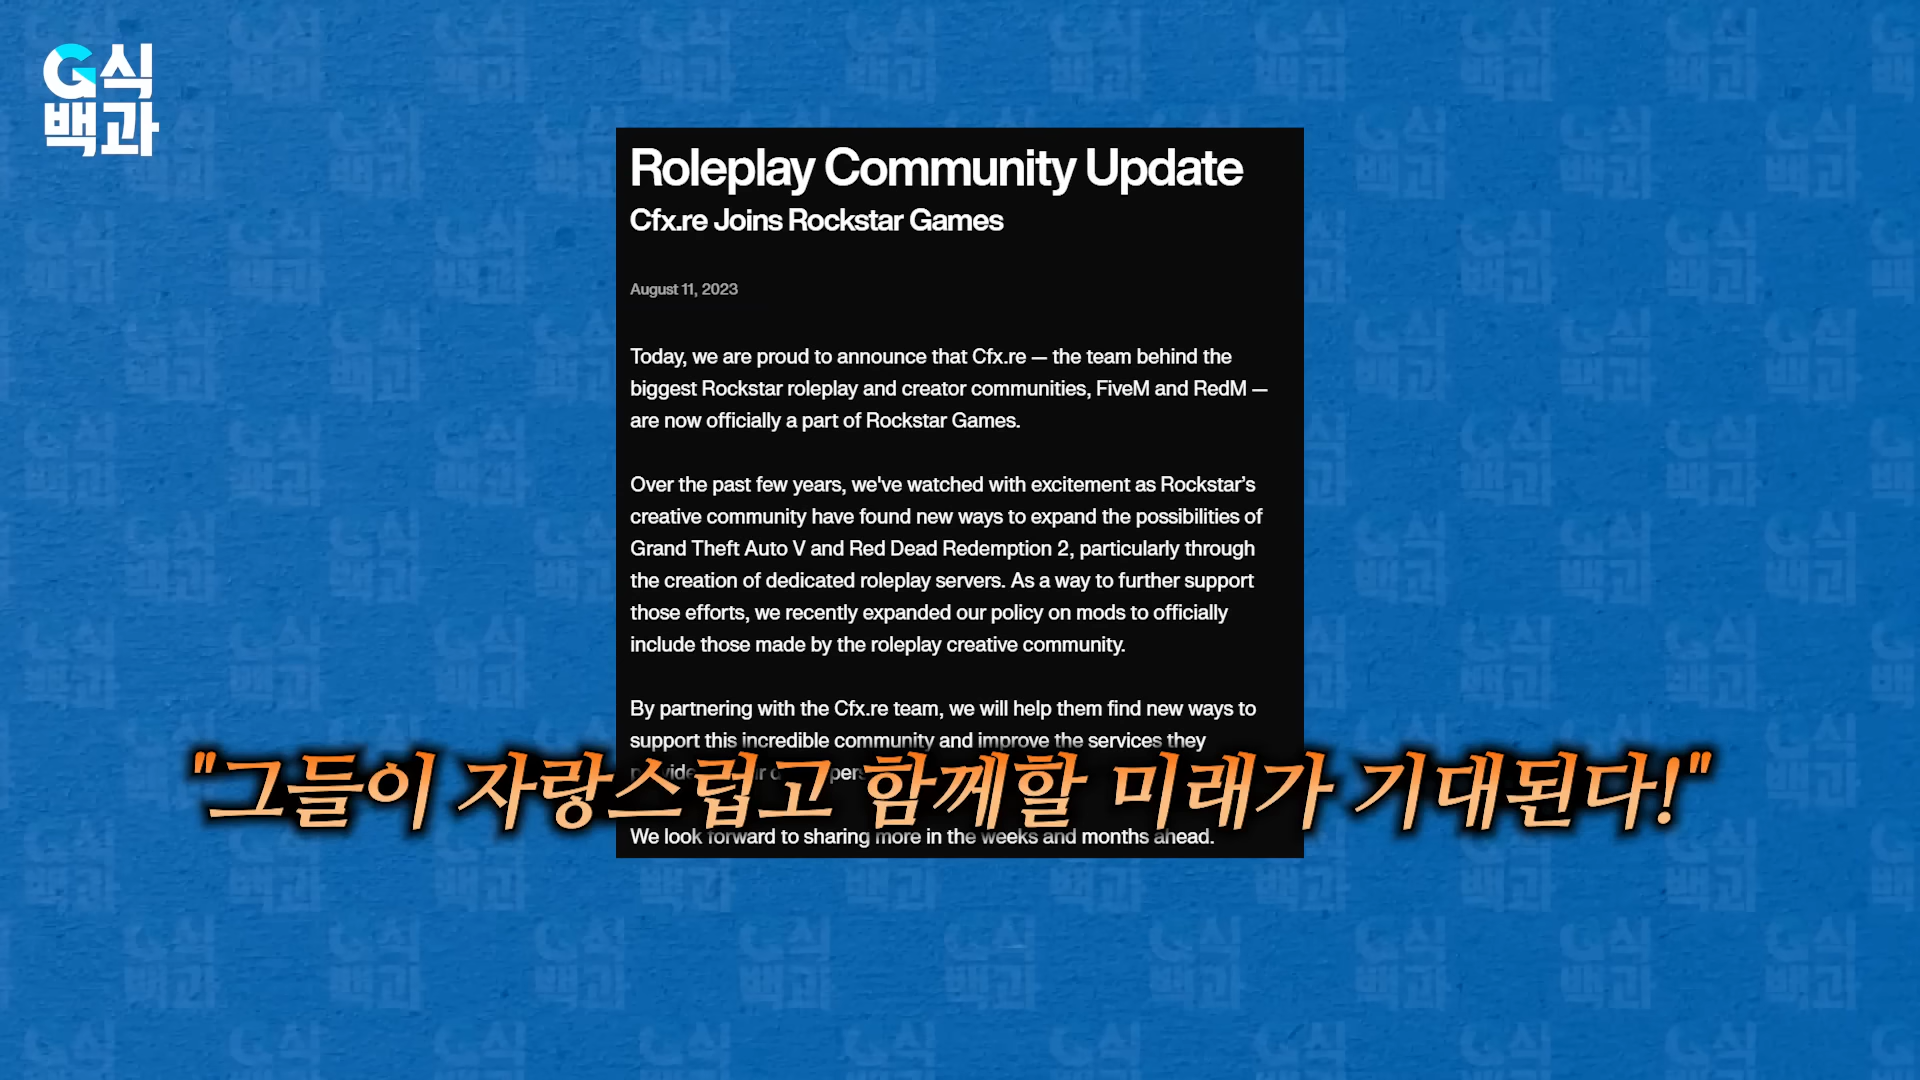 G식
백과
Roleplay Community Update
Cfx.re Joins Rockstar Games
August 11, 2023
Today, we are proud to announce that Cfx.re — the team behind the
biggest Rockstar roleplay and creator communities, FiveM and RedM —
are now officially a part of Rockstar Games.
Over the past few years, we've watched with excitement as Rockstar’s
creative community have found new ways to expand the possibilities of
Grand Theft Auto V and Red Dead Redemption 2, particularly through
the creation of dedicated roleplay servers. As a way to further support
those efforts, we recently expanded our policy on mods to officially
include those made by the roleplay creative community.
By partnering with the Cfx.re team, we will help them find new ways to
support this incredible community and improve the services they
"그들이 자랑스럽고 함께할 미래가 기대된다!"
We look forward to sharing more in the weeks and months ahead.